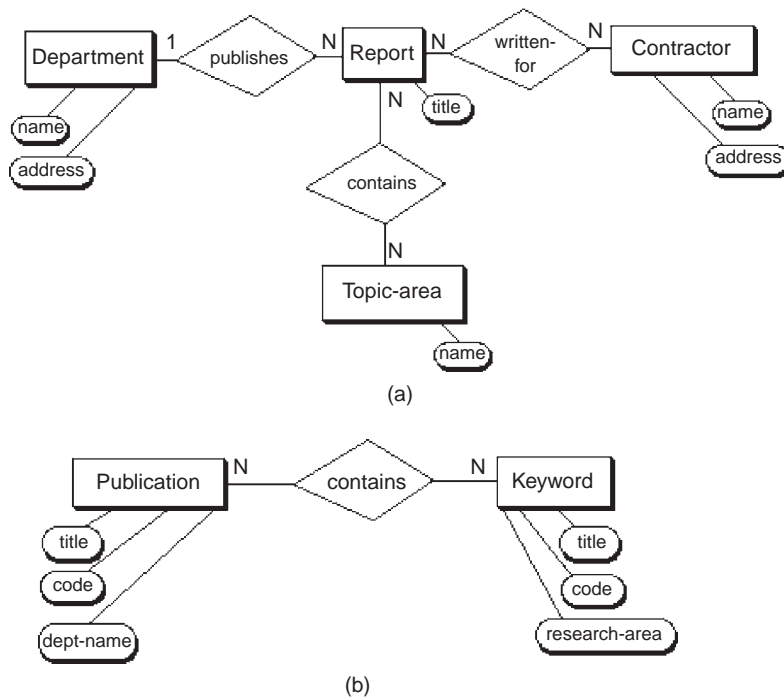 Department 1 publishes N Report N written-for N Contractor
N
name
address
title
name
address
contains
N
Topic-area
name
(a)
Publication N contains N Keyword
title
code
dept-name
title
code
research-area
(b)